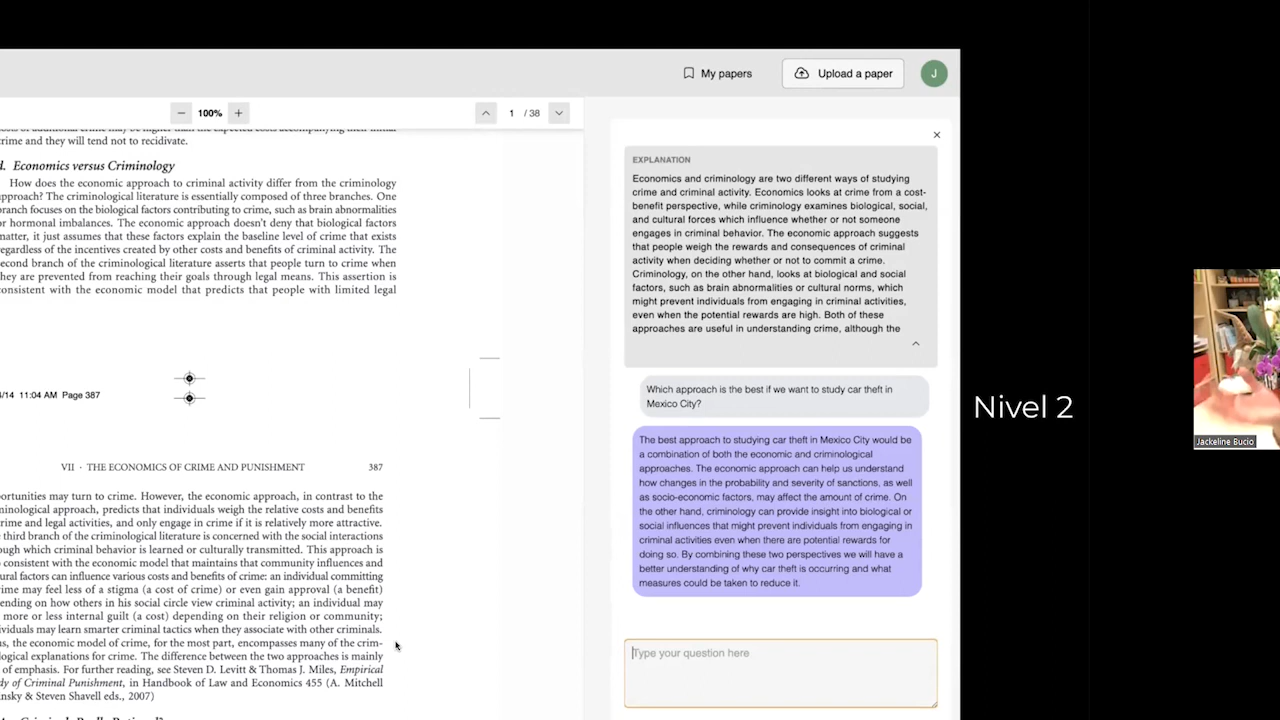 My papers
Upload a paper
J
100%
1 / 38
of additional crime may be higher than the expected costs accompanying their
crime and they will tend not to recidivate.
d. Economics versus Criminology
How does the economic approach to criminal activity differ from the criminology
approach? The criminological literature is essentially composed of three branches. One
branch focuses on the biological factors contributing to crime, such as brain abnormalities
or hormonal imbalances. The economic approach doesn't deny that biological factors
matter, it just assumes that these factors explain the baseline level of crime that exists
regardless of the incentives created by other costs and benefits of criminal activity. The
second branch of the criminological literature asserts that people turn to crime when
they are prevented from reaching their goals through legal means. This assertion is
consistent with the economic model that predicts that people with limited legal
/14 11:04 AM Page 387
VII · THE ECONOMICS OF CRIME AND PUNISHMENT 387
portunities may turn to crime. However, the economic approach, in contrast to the
minological approach, predicts that individuals weigh the relative costs and benefits
crime and legal activities, and only engage in crime if it is relatively more attractive.
third branch of the criminological literature is concerned with the social interactions
ough which criminal behavior is learned or culturally transmitted. This approach is
consistent with the economic model that maintains that community influences and
ural factors can influence various costs and benefits of crime: an individual committing
ime may feel less of a stigma (a cost of crime) or even gain approval (a benefit)
ending on how others in his social circle view criminal activity; an individual may
more or less internal guilt (a cost) depending on their religion or community;
ividuals may learn smarter criminal tactics when they associate with other criminals.
s, the economic model of crime, for the most part, encompasses many of the crim-
logical explanations for crime. The difference between the two approaches is mainly
of emphasis. For further reading, see Steven D. Levitt & Thomas J. Miles, Empirical
dy of Criminal Punishment, in Handbook of Law and Economics 455 (A. Mitchell
insky & Steven Shavell eds., 2007)
EXPLANATION
Economics and criminology are two different ways of studying
crime and criminal activity. Economics looks at crime from a cost-
benefit perspective, while criminology examines biological, social,
and cultural forces which influence whether or not someone
engages in criminal behavior. The economic approach suggests
that people weigh the rewards and consequences of criminal
activity when deciding whether or not to commit a crime.
Criminology, on the other hand, looks at biological and social
factors, such as brain abnormalities or cultural norms, which
might prevent individuals from engaging in criminal activities,
even when the potential rewards are high. Both of these
approaches are useful in understanding crime, although the
Which approach is the best if we want to study car theft in
Mexico City?
The best approach to studying car theft in Mexico City would be
a combination of both the economic and criminological
approaches. The economic approach can help us understand
how changes in the probability and severity of sanctions, as well
as socio-economic factors, may affect the amount of crime. On
the other hand, criminology can provide insight into biological or
social influences that might prevent individuals from engaging in
criminal activities even when there are potential rewards for
doing so. By combining these two perspectives we will have a
better understanding of why car theft is occurring and what
measures could be taken to reduce it.
Type your question here
Nivel 2
Jackeline Bucio